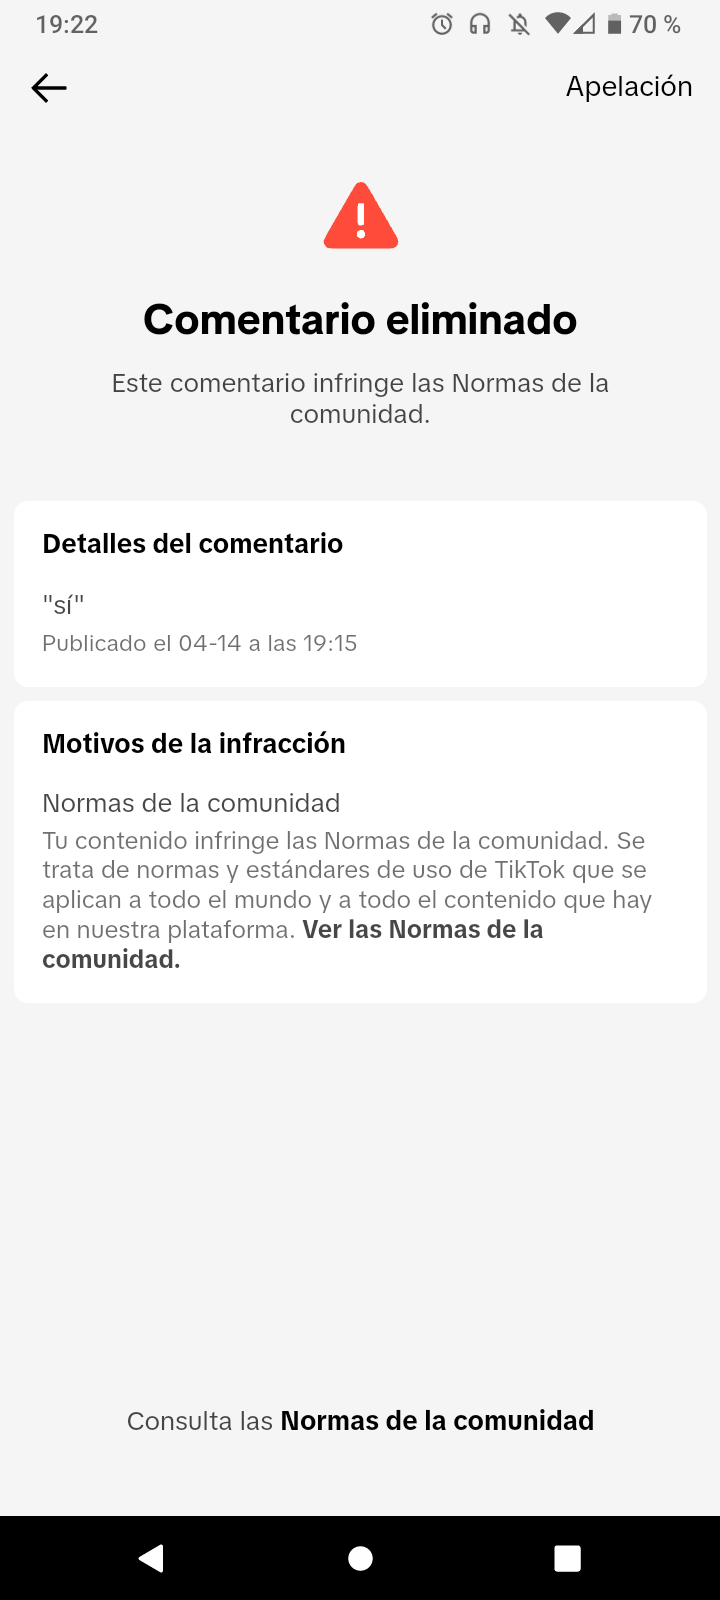 19:22
70 %
Apelación
Comentario eliminado
Este comentario infringe las Normas de la
comunidad.
Detalles del comentario
"sí"
Publicado el 04-14 a las 19:15
Motivos de la infracción
Normas de la comunidad
Tu contenido infringe las Normas de la comunidad. Se
trata de normas y estándares de uso de TikTok que se
aplican a todo el mundo y a todo el contenido que hay
en nuestra plataforma. Ver las Normas de la
comunidad.
Consulta las Normas de la comunidad